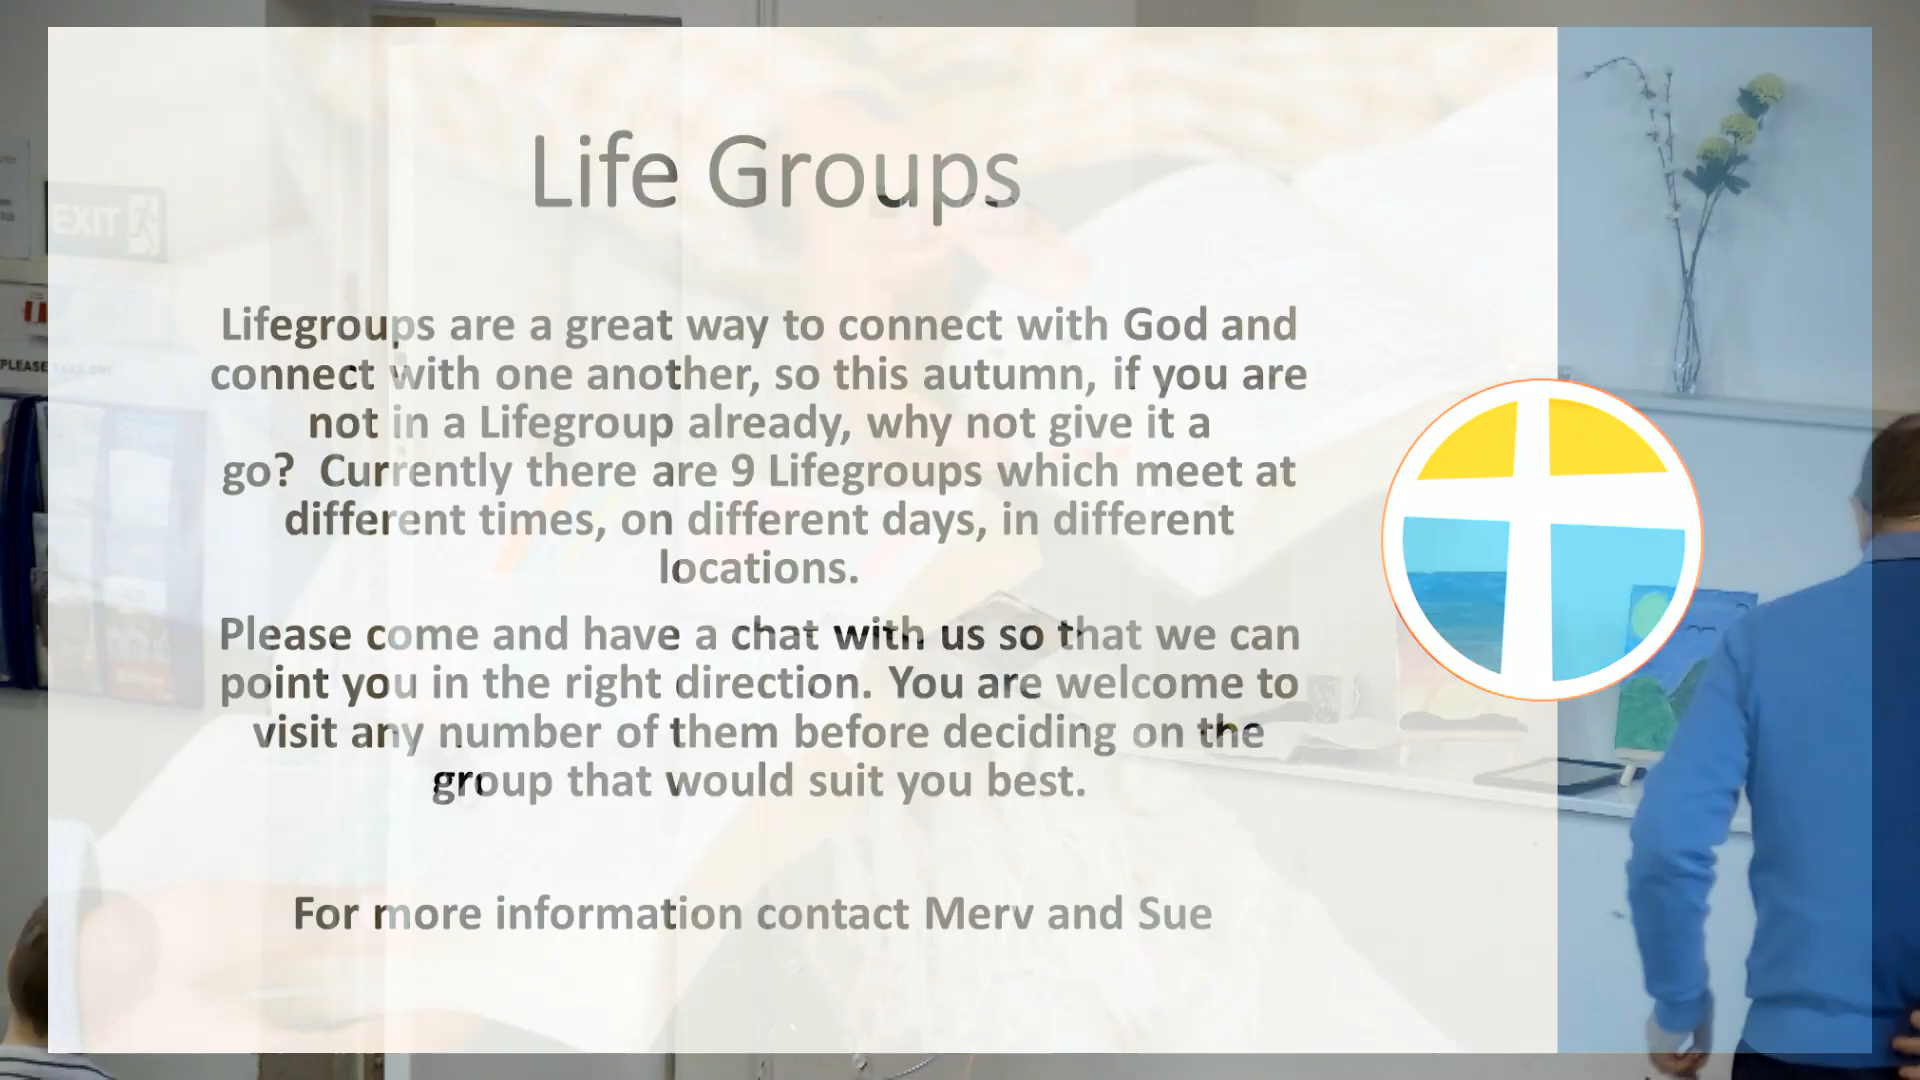 Life Groups
EXIT
PLEASE TAKE ONE
Lifegroups are a great way to connect with God and
connect with one another, so this autumn, if you are
not in a Lifegroup already, why not give it a
go?  Currently there are 9 Lifegroups which meet at
different times, on different days, in different
locations.
Please come and have a chat with us so that we can
point you in the right direction. You are welcome to
visit any number of them before deciding on the
group that would suit you best.
For more information contact Merv and Sue